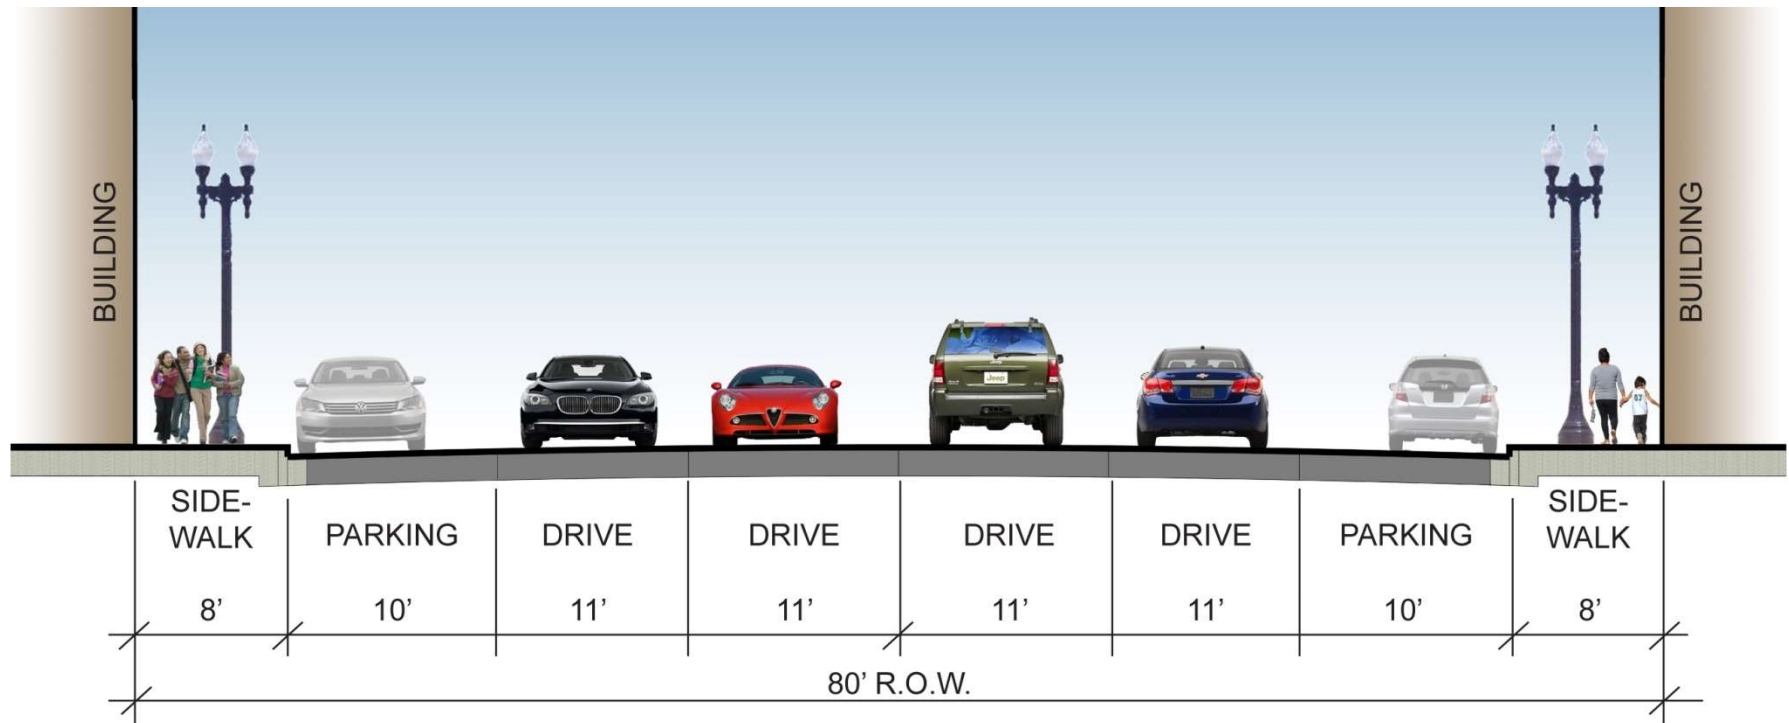 BUILDING
BUILDING
Jeep
SIDE-
WALK
PARKING
DRIVE
DRIVE
DRIVE
DRIVE
PARKING
SIDE-
WALK
8’
10’
11’
11’
11’
11’
10’
8’
80’ R.O.W.